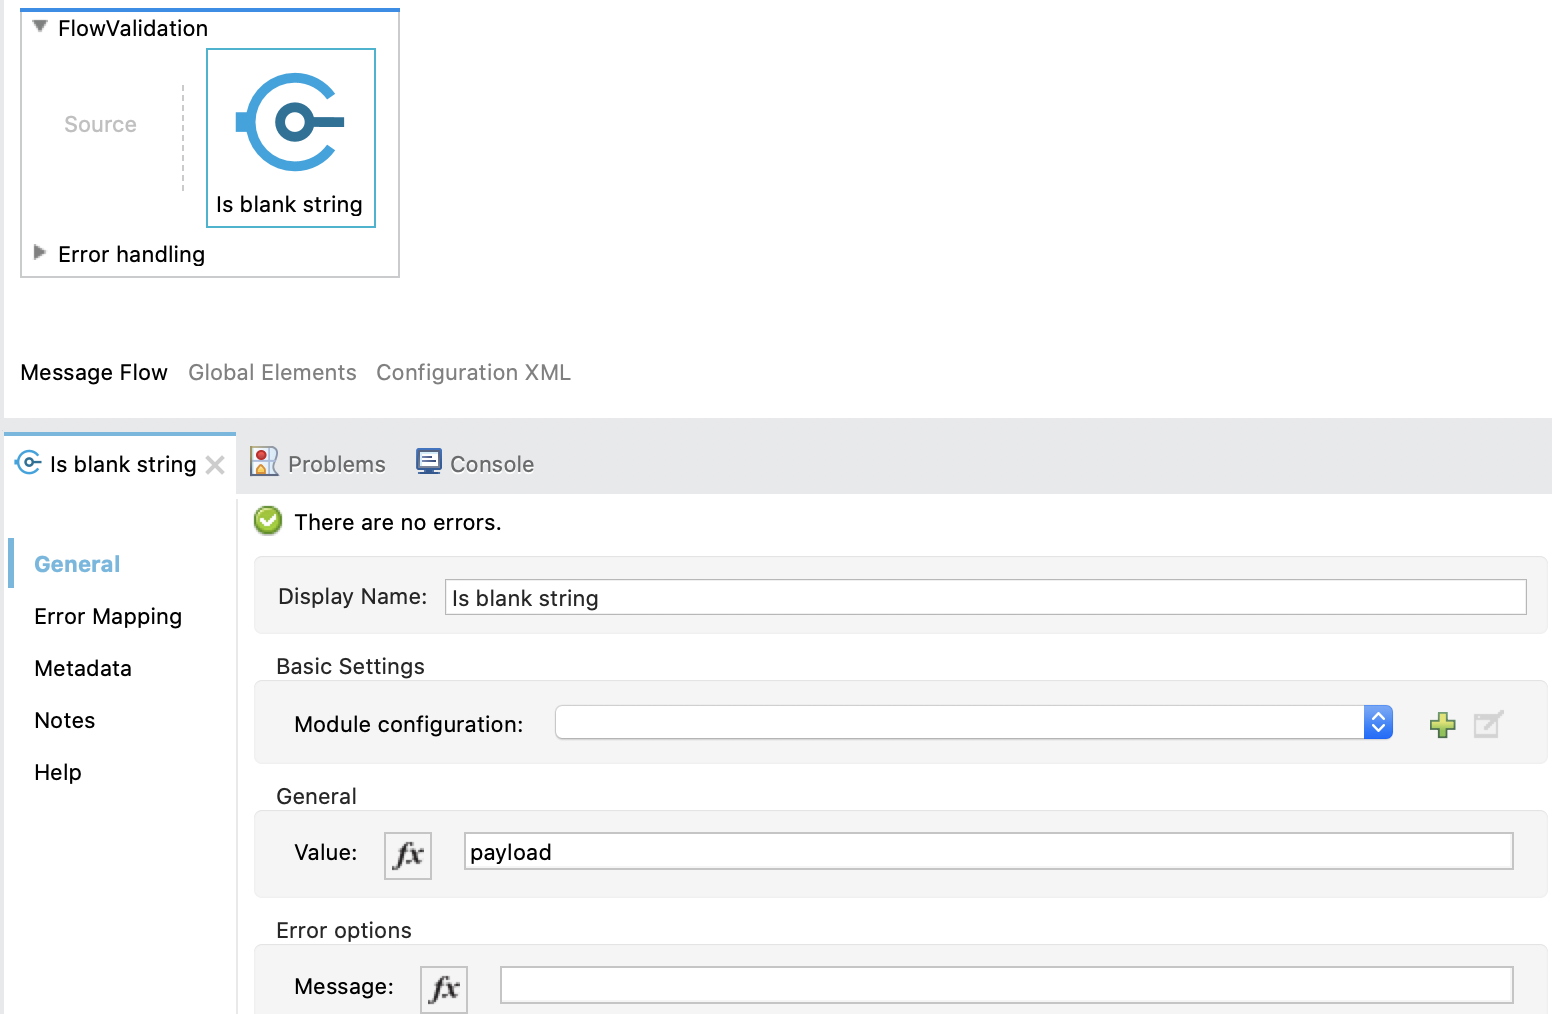 FlowValidation
Source
Is blank string
Error handling
Message Flow Global Elements Configuration XML
Is blank string Problems Console
There are no errors.
General
Display Name: Is blank string
Error Mapping
Basic Settings
Metadata
Notes
Module configuration:
Help
General
Value: fx payload
Error options
Message: fx